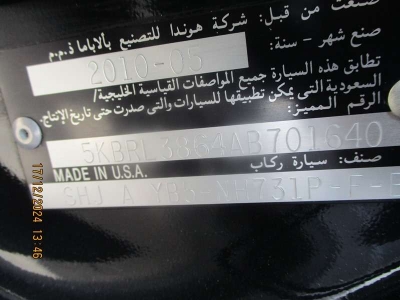 صنعت من قبل: شركة هوندا للتصنيع بألاباما ذ.م.م
صنع شهر - سنة:
2010-05
تطابق هذه السيارة جميع المواصفات القياسية الخليجية/
السعودية التي يمكن تطبيقها للسيارات والتي صدرت حتى تاريخ الإنتاج.
الرقم المميز:
5KBRL3864AB701640
صنف: سيارة ركاب
MADE IN U.S.A.
SHJ A
17/12/2024 13:46